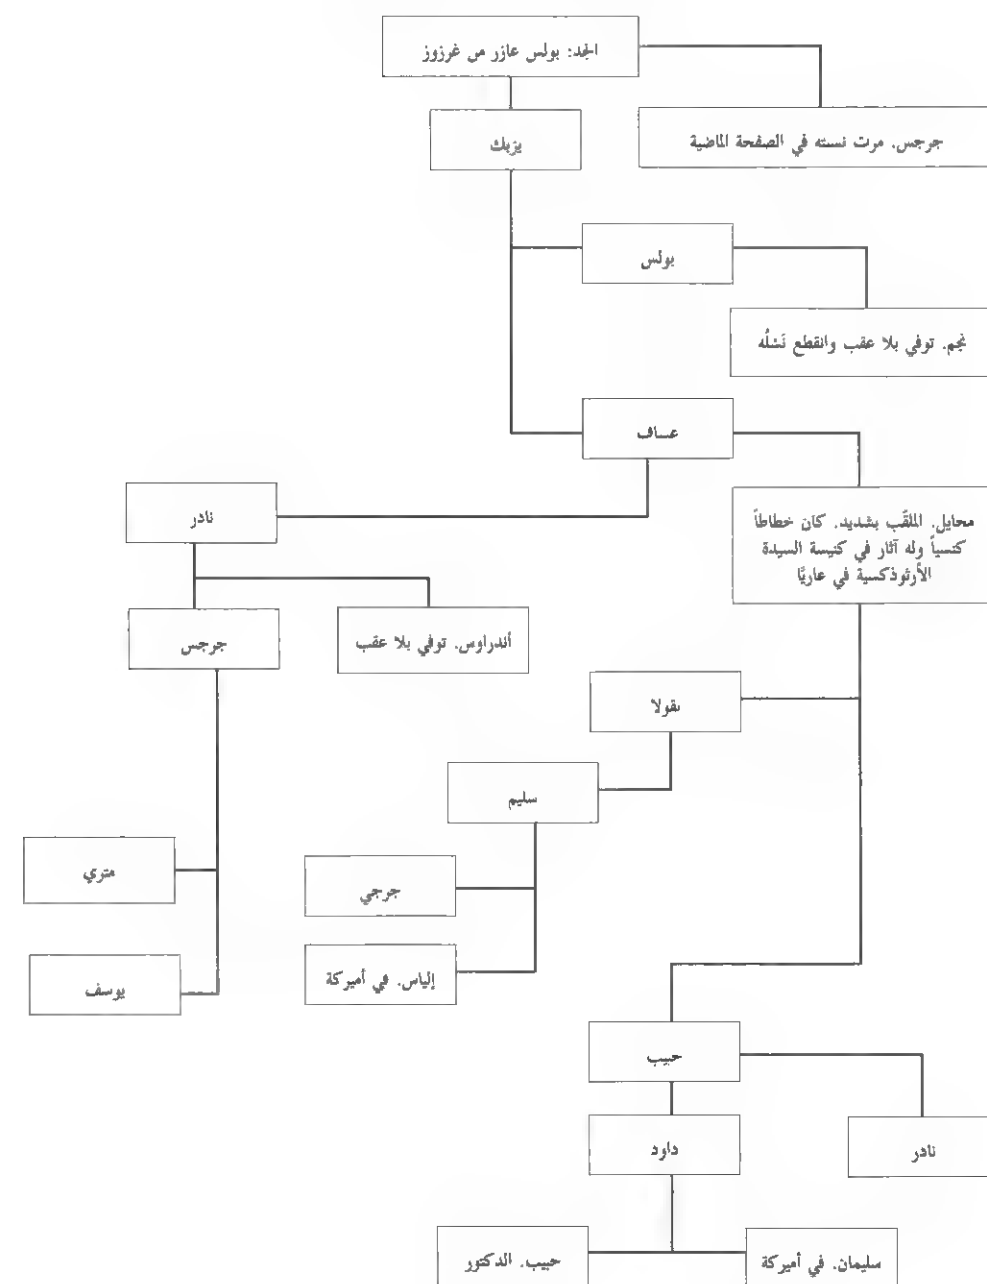 الجد: بولس عازر من غرزوز
جرجس. مرت نسبته في الصفحة الماضية
يزبك
بولس
نجم. توفي بلا عقب وانقطع نَسْلُه
عساف
نادر
محايل. الملقّب بشديد. كان خطاطاً
كنسياً وله آثار في كنيسة السيدة
الأرثوذكسية في عاريّا
جرجس
أندراوس. توفي بلا عقب
نقولا
سليم
متري
جرجي
يوسف
إلياس. في أميركة
حبيب
داود
نادر
حبيب. الدكتور
سليمان. في أميركة